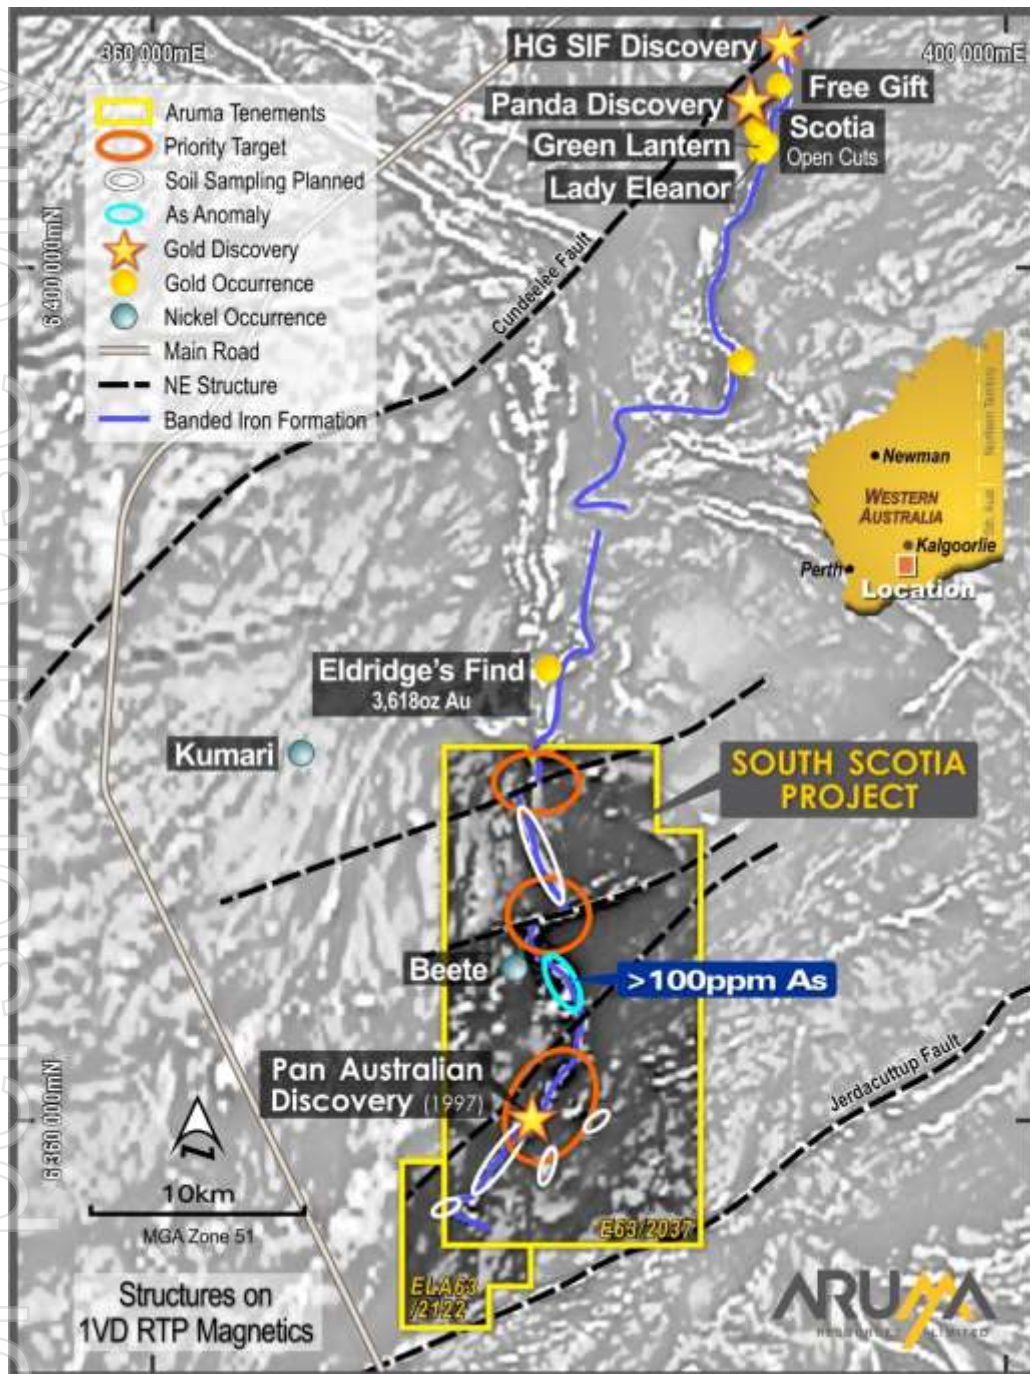 360 000mE
400 000mE
HG SIF Discovery
Free Gift
Panda Discovery
Scotia
Open Cuts
Green Lantern
Lady Eleanor
Aruma Tenements
Priority Target
Soil Sampling Planned
As Anomaly
Gold Discovery
Gold Occurrence
Nickel Occurrence
Main Road
NE Structure
Banded Iron Formation
6 400 000mN
Cundeelee Fault
Northern Territory
Newman
WESTERN
AUSTRALIA
Kalgoorlie
Perth
Location
Eldridge's Find
3,618oz Au
Kumari
SOUTH SCOTIA
PROJECT
Beete
>100ppm As
Pan Australian
Discovery (1997)
Jerdacuttup Fault
6 360 000mN
10km
MGA Zone 51
E63/2037
ELA63
/2122
Structures on
1VD RTP Magnetics
ARUMA
RESOURCES LIMITED